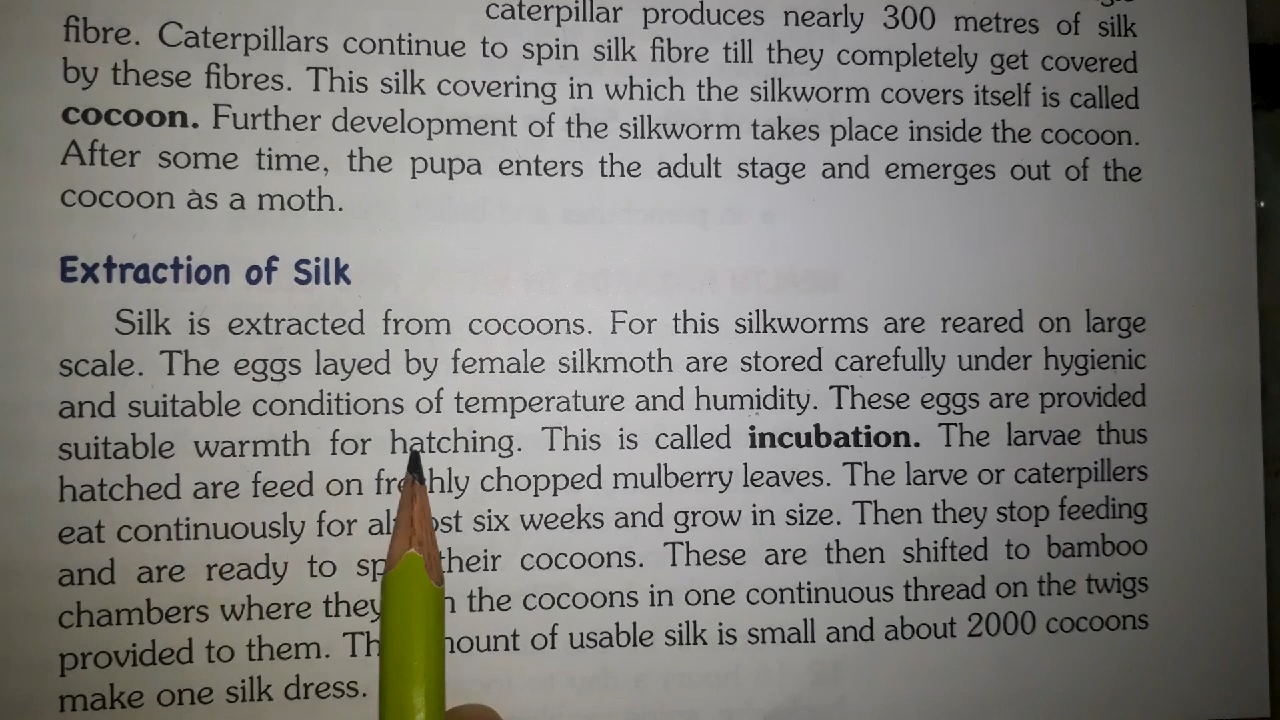 caterpillar produces nearly 300 metres of silk
fibre. Caterpillars continue to spin silk fibre till they completely get covered
by these fibres. This silk covering in which the silkworm covers itself is called
cocoon. Further development of the silkworm takes place inside the cocoon.
After some time, the pupa enters the adult stage and emerges out of the
cocoon as a moth.
Extraction of Silk
Silk is extracted from cocoons. For this silkworms are reared on large
scale. The eggs layed by female silkmoth are stored carefully under hygienic
and suitable conditions of temperature and humidity. These eggs are provided
suitable warmth for hatching. This is called incubation. The larvae thus
hatched are feed on freshly chopped mulberry leaves. The larve or caterpillers
eat continuously for almost six weeks and grow in size. Then they stop feeding
and are ready to their cocoons. These are then shifted to bamboo
chambers where they the cocoons in one continuous thread on the twigs
provided to them. amount of usable silk is small and about 2000 cocoons
make one silk dress.